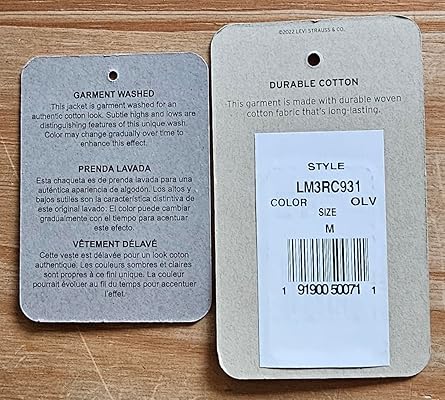 GARMENT WASHED
This jacket is garment washed for an
authentic cotton look. Subtle highs and lows are
distinguishing features of this unique wash.
Color may change gradually over time to
enhance this effect.
PRENDA LAVADA
Esta chaqueta es de prenda lavada para una
auténtica apariencia de algodón. Los altos y
bajos sutiles son la característica distintiva de
este original lavado. El color puede cambiar
gradualmente con el tiempo para acentuar
este efecto.
VÊTEMENT DÉLAVÉ
Cette veste est délavée pour un look coton
authentique. Les couleurs sombres et claires
sont propres à ce fini unique. La couleur
pourrait évoluer au fil du temps pour accentuer
l'effet.
©2022 LEVI STRAUSS & CO.
DURABLE COTTON
This garment is made with durable woven
cotton fabric that's long-lasting.
STYLE
LM3RC931
COLOR OLV
SIZE
M
1 91900 50071 1